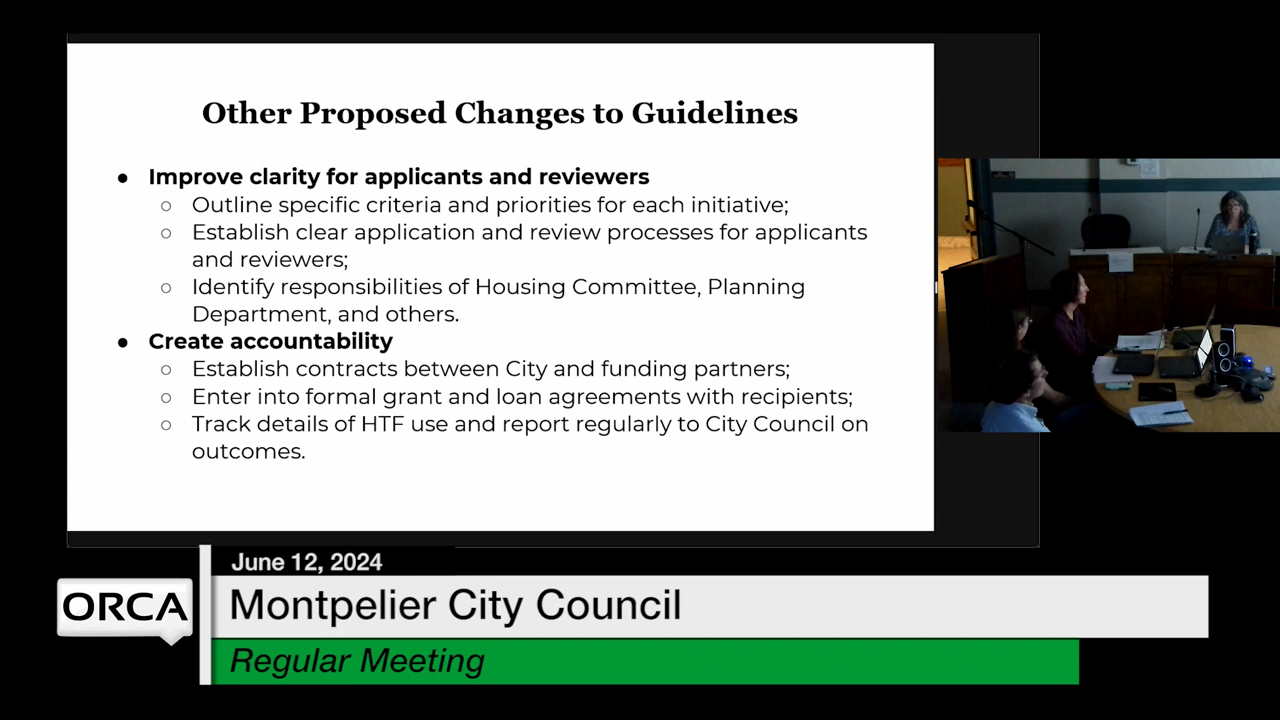 Other Proposed Changes to Guidelines
● Improve clarity for applicants and reviewers
○ Outline specific criteria and priorities for each initiative;
○ Establish clear application and review processes for applicants
and reviewers;
○ Identify responsibilities of Housing Committee, Planning
Department, and others.
● Create accountability
○ Establish contracts between City and funding partners;
○ Enter into formal grant and loan agreements with recipients;
○ Track details of HTF use and report regularly to City Council on
outcomes.
June 12, 2024
ORCA
Montpelier City Council
Regular Meeting